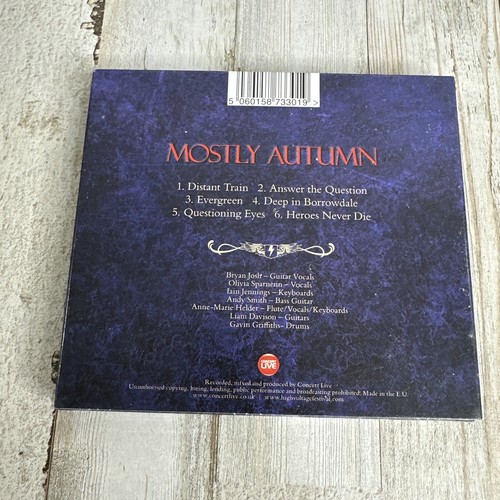 5 060158 733019 >
MOSTLY AUTUMN
1. Distant Train 2. Answer the Question
3. Evergreen 4. Deep in Borrowdale
5. Questioning Eyes 6. Heroes Never Die
Bryan Josh – Guitar Vocals
Olivia Sparnenn – Vocals
Iain Jennings – Keyboards
Andy Smith – Bass Guitar
Anne-Marie Helder – Flute/Vocals/Keyboards
Liam Davison – Guitars
Gavin Griffiths – Drums
LIVE
Recorded, mixed and produced by Concert Live
Unauthorised copying, hiring, lending, public performance and broadcasting prohibited. Made in the E.U.
www.concertlive.co.uk | www.highvoltagefestival.com